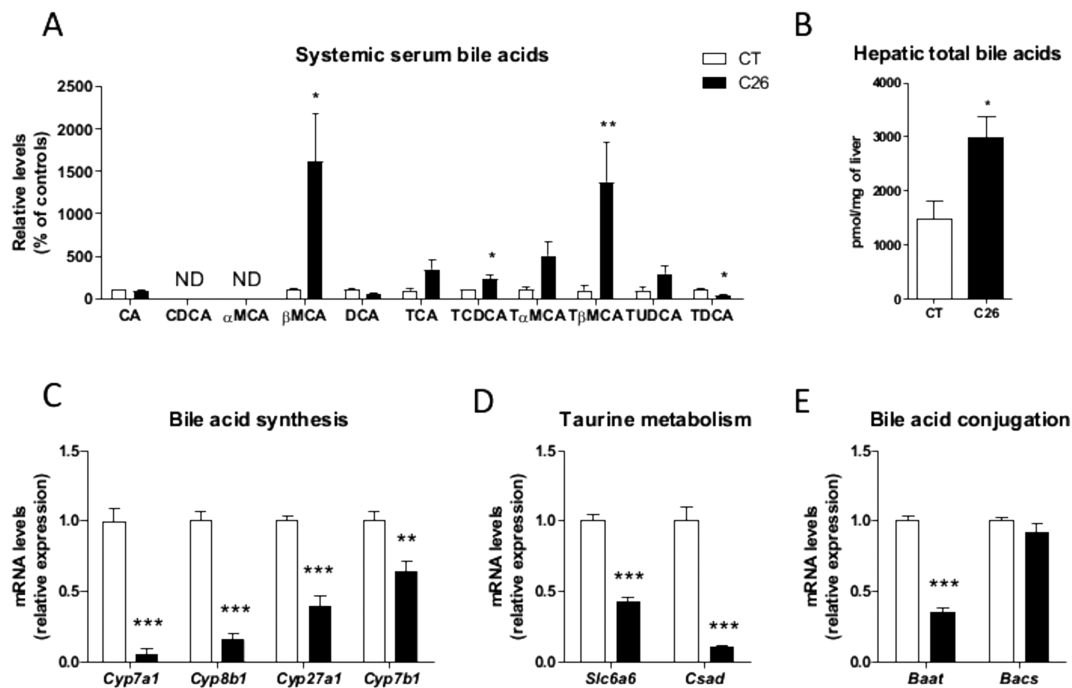 A
Systemic serum bile acids
CT
C26
Relative levels
(% of controls)
2500
2000
1500
1000
500
0
*
**
*
*
ND
ND
CA
CDCA
αMCA
βMCA
DCA
TCA
TCDCA
TαMCA
TβMCA
TUDCA
TDCA
B
Hepatic total bile acids
pmol/mg of liver
4000
3000
2000
1000
0
*
CT
C26
C
Bile acid synthesis
mRNA levels
(relative expression)
1.5
1.0
0.5
0.0
***
***
***
**
Cyp7a1
Cyp8b1
Cyp27a1
Cyp7b1
D
Taurine metabolism
mRNA levels
(relative expression)
1.5
1.0
0.5
0.0
***
***
Slc6a6
Csad
E
Bile acid conjugation
mRNA levels
(relative expression)
1.5
1.0
0.5
0.0
***
Baat
Bacs